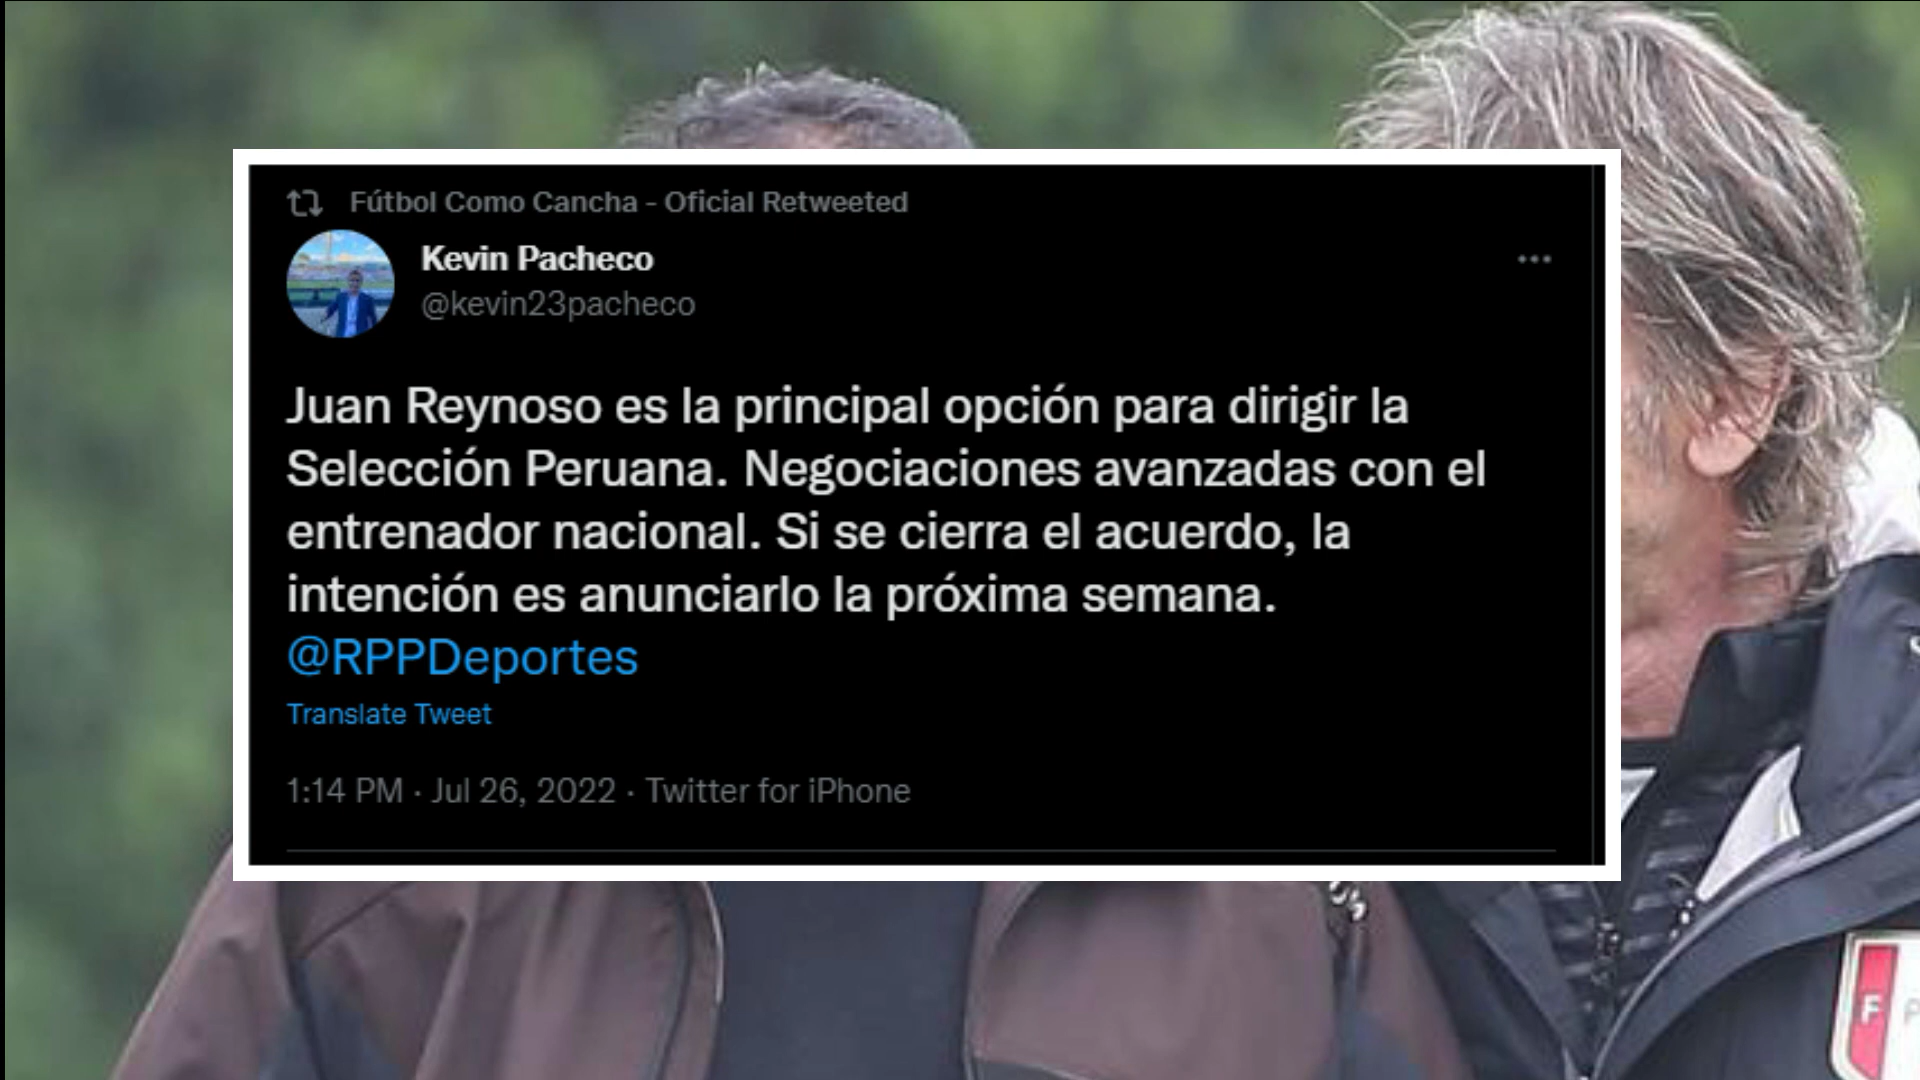 Fútbol Como Cancha - Oficial Retweeted
Kevin Pacheco
@kevin23pacheco
Juan Reynoso es la principal opción para dirigir la
Selección Peruana. Negociaciones avanzadas con el
entrenador nacional. Si se cierra el acuerdo, la
intención es anunciarlo la próxima semana.
@RPPDeportes
Translate Tweet
1:14 PM · Jul 26, 2022 · Twitter for iPhone
F